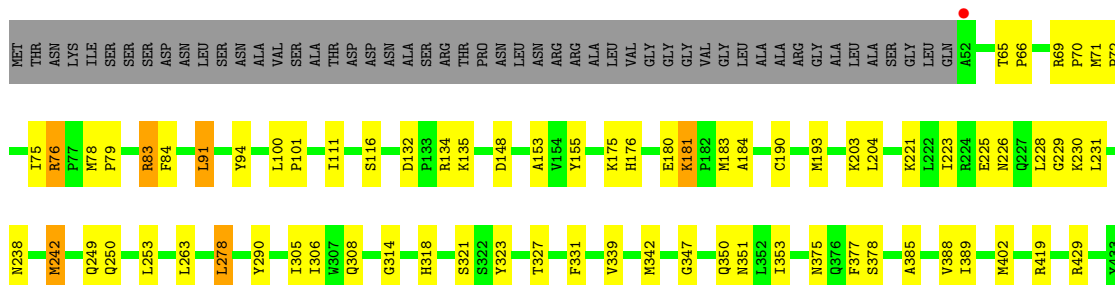 MET THR ASN LYS ILE SER SER SER ASP ASN LEU SER ASN ALA VAL SER ALA THR ASP ASP ASN ALA SER ARG THR PRO ASN LEU ASN ARG ARG ALA LEU VAL GLY GLY GLY VAL GLY LEU ALA ALA ARG GLY ALA LEU ALA SER GLY LEU GLN A52 T65 P66 R69 P70 M71
I75 R76 P77 M78 P79 R83 F84 L91 Y94 L100 P101 I111 S116 D132 P133 R134 K135 D148 A153 V154 Y155 K175 H176 E180 K181 P182 M183 A184 C190 M193 K203 L204 K221 L222 I223 R224 E225 N226 Q227 L228 G229 K230 L231
N238 M242 Q249 Q250 L253 L263 L278 Y290 I305 I306 W307 Q308 G314 H318 S321 S322 Y323 T327 F331 V339 M342 G347 Q350 N351 L352 I353 N375 Q376 F377 S378 A385 V388 I389 M402 R419 R429